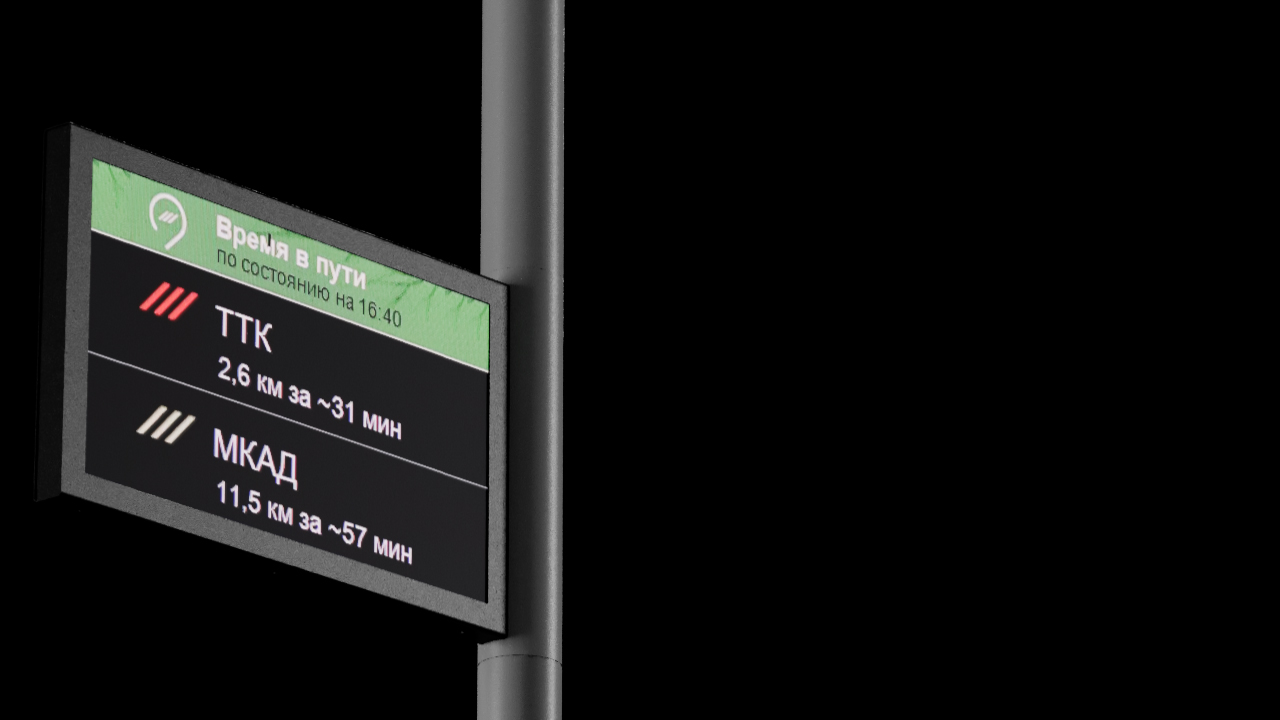 Время в пути
по состоянию на 16:40
ТТК
2,6 км за ~31 мин
МКАД
11,5 км за ~57 мин